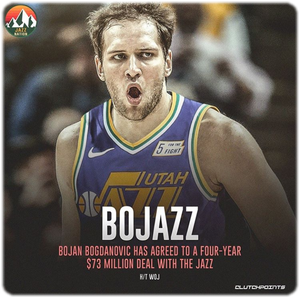 JAZZ
NATION
5 FOR THE FIGHT
UTAH
BOJAZZ
BOJAN BOGDANOVIC HAS AGREED TO A FOUR-YEAR
$73 MILLION DEAL WITH THE JAZZ
H/T WOJ
CLUTCHPOINTS